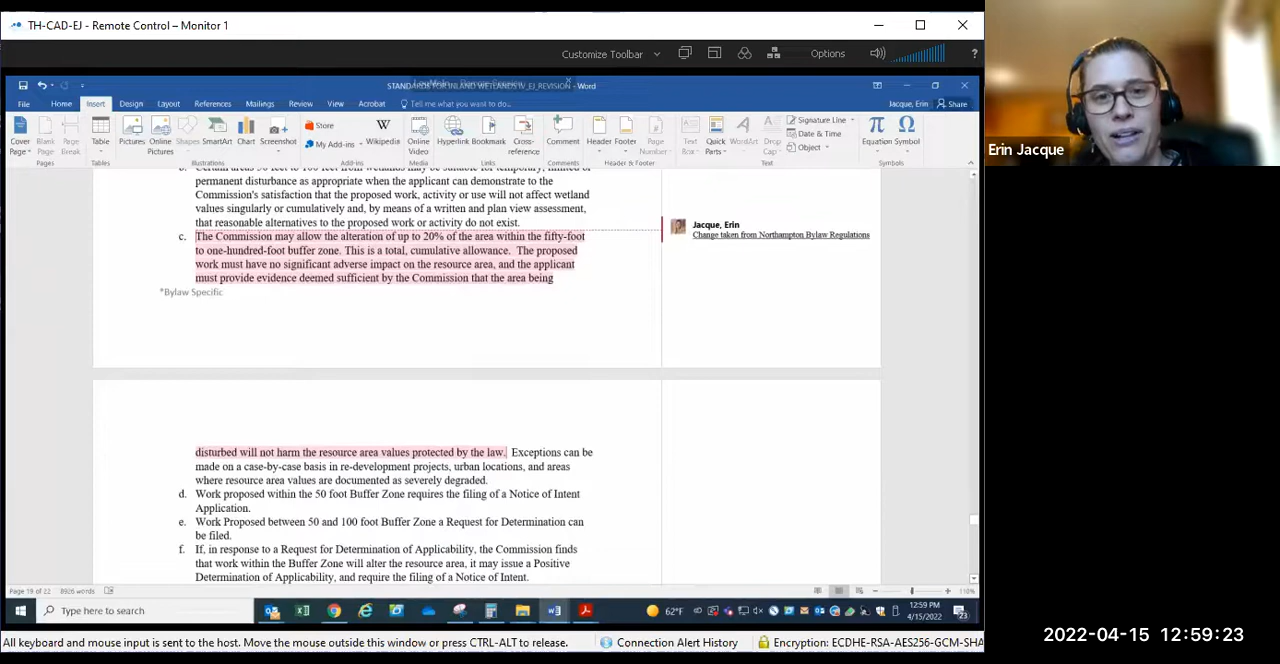 TH-CAD-EJ - Remote Control – Monitor 1
Customize Toolbar
Options
?
STANDARDS FOR INLAND WETLANDS IV_EJ_REVISION - Word
File Home Insert Design Layout References Mailings Review View Acrobat Tell me what you want to do...
Jacque, Erin Share
Cover Page
Blank Page
Page Break
Table
Pictures
Online Pictures
Shapes
SmartArt
Chart
Screenshot
Store
My Add-ins
Wikipedia
Online Video
Hyperlink
Bookmark
Cross-reference
Comment
Header
Footer
Page Number
Text Box
Quick Parts
WordArt
Drop Cap
Signature Line
Date & Time
Object
Equation
Symbol
Pages Tables Illustrations Add-ins Media Links Comments Header & Footer Text Symbols
permanent disturbance as appropriate when the applicant can demonstrate to the
Commission's satisfaction that the proposed work, activity or use will not affect wetland
values singularly or cumulatively and, by means of a written and plan view assessment,
that reasonable alternatives to the proposed work or activity do not exist.
c. The Commission may allow the alteration of up to 20% of the area within the fifty-foot
to one-hundred-foot buffer zone. This is a total, cumulative allowance. The proposed
work must have no significant adverse impact on the resource area, and the applicant
must provide evidence deemed sufficient by the Commission that the area being
*Bylaw Specific
Jacque, Erin
Change taken from Northampton Bylaw Regulations
disturbed will not harm the resource area values protected by the law. Exceptions can be
made on a case-by-case basis in re-development projects, urban locations, and areas
where resource area values are documented as severely degraded.
d. Work proposed within the 50 foot Buffer Zone requires the filing of a Notice of Intent
Application.
e. Work Proposed between 50 and 100 foot Buffer Zone a Request for Determination can
be filed.
f. If, in response to a Request for Determination of Applicability, the Commission finds
that work within the Buffer Zone will alter the resource area, it may issue a Positive
Determination of Applicability, and require the filing of a Notice of Intent.
Page 19 of 22 8926 words
110%
Type here to search
62°F
12:59 PM
4/15/2022
23
All keyboard and mouse input is sent to the host. Move the mouse outside this window or press CTRL-ALT to release.
Connection Alert History
Encryption: ECDHE-RSA-AES256-GCM-SHA
Erin Jacque
2022-04-15 12:59:23